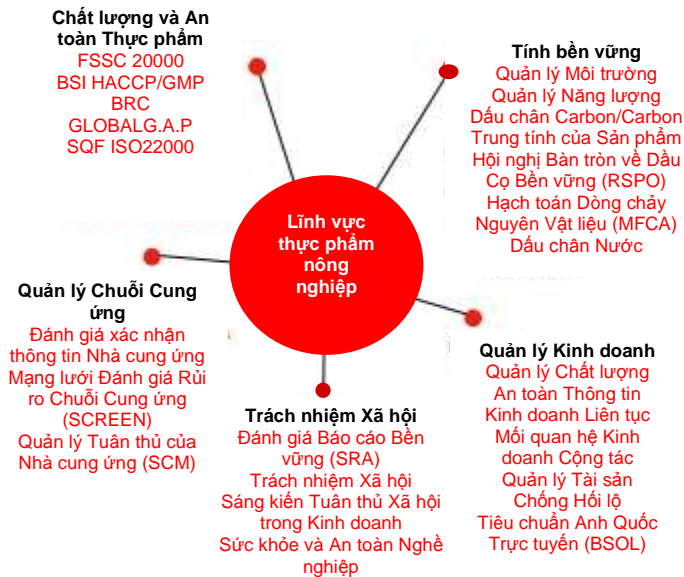 Chất lượng và An
toàn Thực phẩm
FSSC 20000
BSI HACCP/GMP
BRC
GLOBALG.A.P
SQF ISO22000
Tính bền vững
Quản lý Môi trường
Quản lý Năng lượng
Dấu chân Carbon/Carbon
Trung tính của Sản phẩm
Hội nghị Bàn tròn về Dầu
Cọ Bền vững (RSPO)
Hạch toán Dòng chảy
Nguyên Vật liệu (MFCA)
Dấu chân Nước
Lĩnh vực
thực phẩm
nông
nghiệp
Quản lý Chuỗi Cung
ứng
Đánh giá xác nhận
thông tin Nhà cung ứng
Mạng lưới Đánh giá Rủi
ro Chuỗi Cung ứng
(SCREEN)
Quản lý Tuân thủ của
Nhà cung ứng (SCM)
Trách nhiệm Xã hội
Đánh giá Báo cáo Bền
vững (SRA)
Trách nhiệm Xã hội
Sáng kiến Tuân thủ Xã hội
trong Kinh doanh
Sức khỏe và An toàn Nghề
nghiệp
Quản lý Kinh doanh
Quản lý Chất lượng
An toàn Thông tin
Kinh doanh Liên tục
Mối quan hệ Kinh
doanh Cộng tác
Quản lý Tài sản
Chống Hối lộ
Tiêu chuẩn Anh Quốc
Trực tuyến (BSOL)